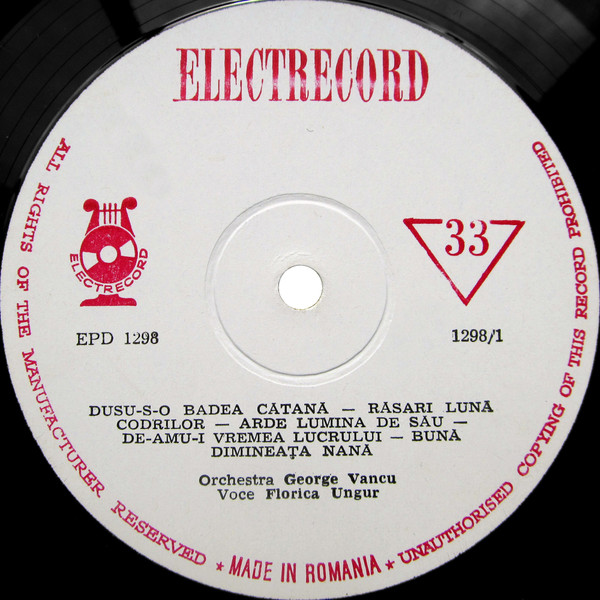 ELECTRECORD
ALL RIGHTS OF THE MANUFACTURER RESERVED ★ MADE IN ROMANIA ★ UNAUTHORISED COPYING OF THIS RECORD PROHIBITED
ELECTRECORD
33
EPD 1298
1298/1
DUSU-S-O BADEA CĂTANĂ — RĂSARI LUNĂ
CODRILOR — ARDE LUMINA DE SĂU —
DE-AMU-I VREMEA LUCRULUI — BUNĂ
DIMINEAȚA NANĂ
Orchestra George Vancu
Voce Florica Ungur